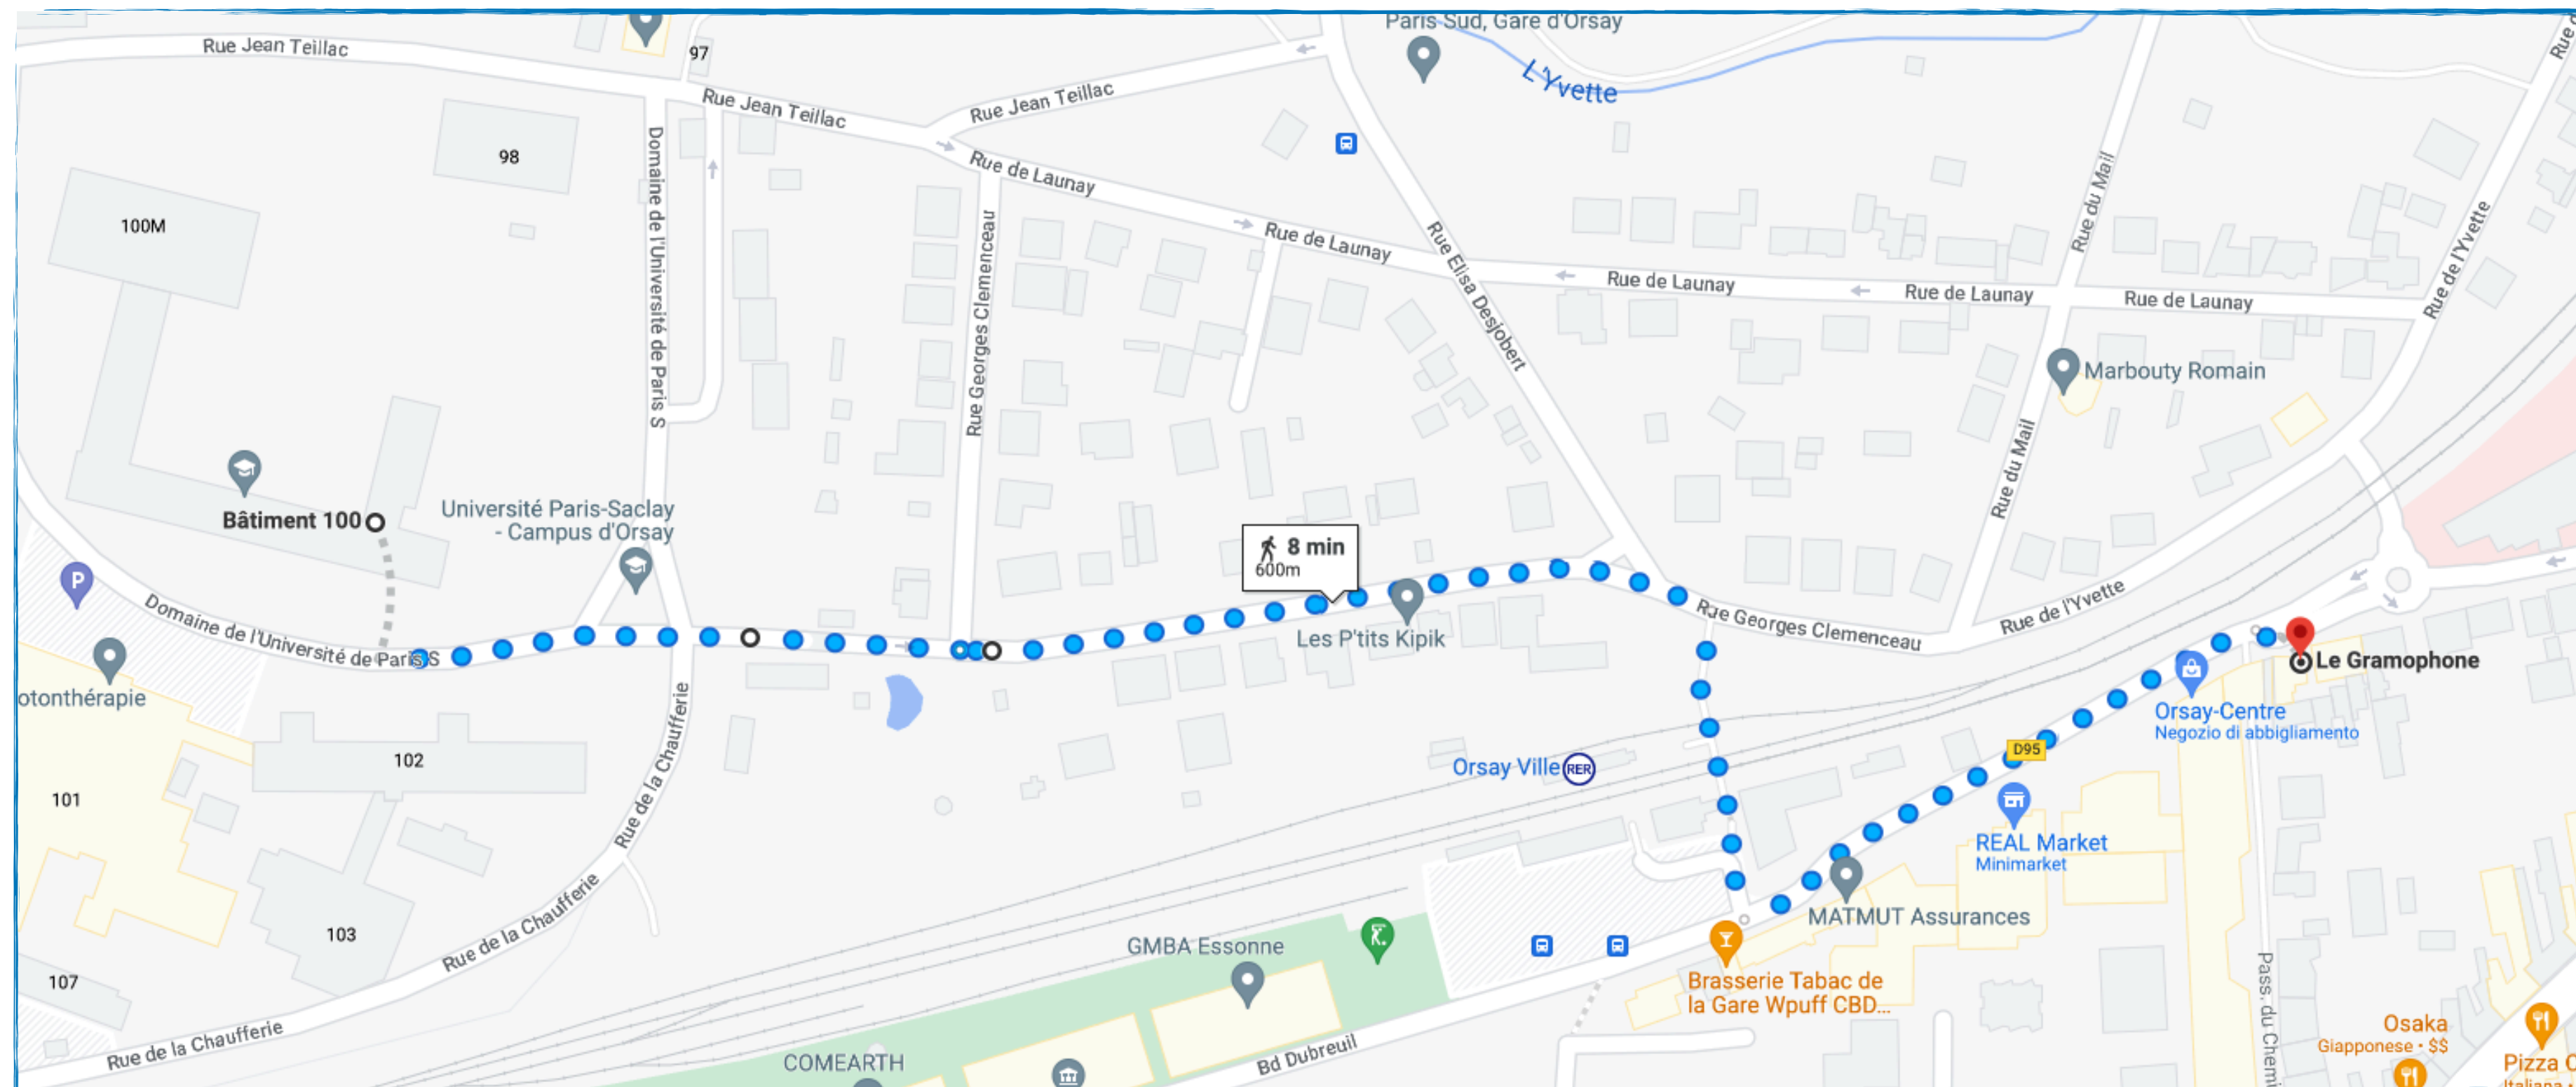 Paris Sud, Gare d'Orsay
Rue Jean Teillac
97
L'Yvette
Rue Jean Teillac
Rue Jean Teillac
98
Domaine de l'Université de Paris S
Rue de Launay
Rue du Mail
100M
Rue Georges Clemenceau
Rue de Launay
Rue Elisa Desjobert
Rue de l'Yvette
Rue de Launay
Rue de Launay
Rue de Launay
Marbouty Romain
Rue du Mail
Bâtiment 100
Université Paris-Saclay
- Campus d'Orsay
8 min
600m
P
Domaine de l'Université de Paris S
Les P'tits Kipik
Rue Georges Clemenceau
Rue de l'Yvette
Le Gramophone
otonthérapie
Orsay-Centre
Negozio di abbigliamento
D95
102
Rue de la Chaufferie
Orsay Ville
RER
101
REAL Market
Minimarket
MATMUT Assurances
103
Rue de la Chaufferie
GMBA Essonne
107
Brasserie Tabac de
la Gare Wpuff CBD...
Pass. du Chemi
Rue de la Chaufferie
Bd Dubreuil
COMEARTH
Osaka
Giapponese • $$
Pizza C